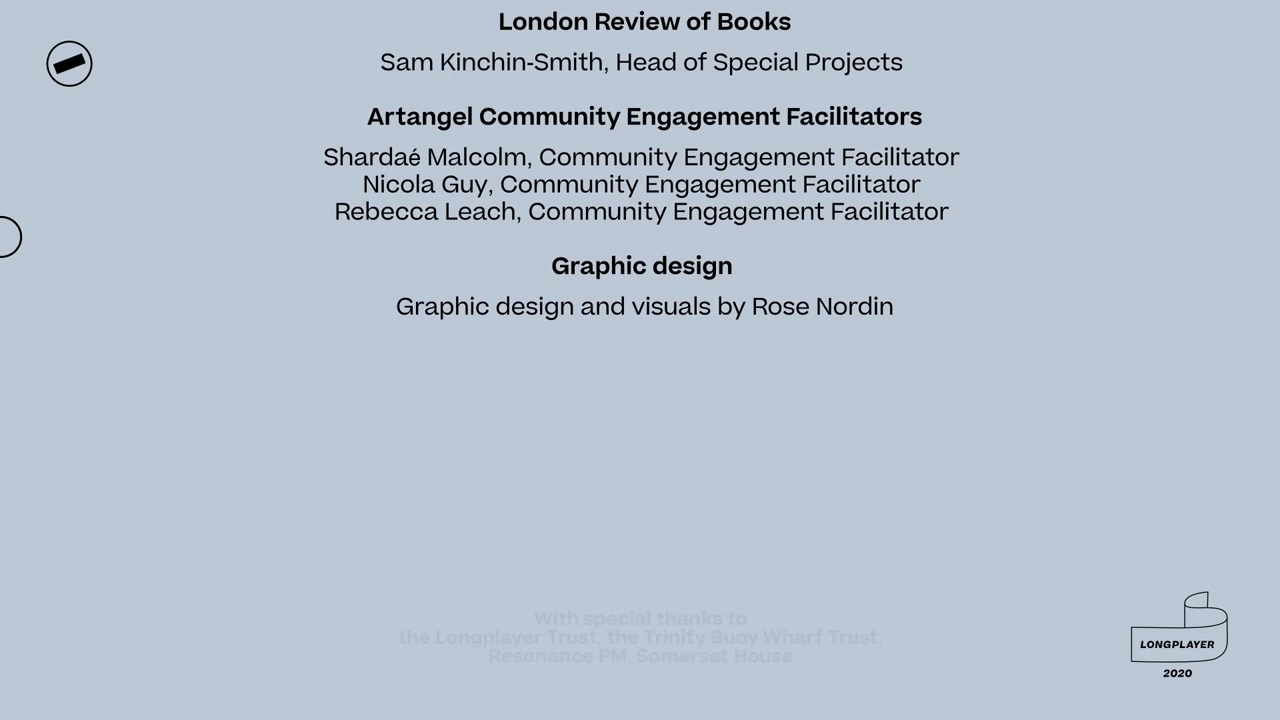 London Review of Books
Sam Kinchin-Smith, Head of Special Projects
Artangel Community Engagement Facilitators
Shardaé Malcolm, Community Engagement Facilitator
Nicola Guy, Community Engagement Facilitator
Rebecca Leach, Community Engagement Facilitator
Graphic design
Graphic design and visuals by Rose Nordin
With special thanks to
the Longplayer Trust, the Trinity Buoy Wharf Trust,
Resonance FM, Somerset House
LONGPLAYER
2020